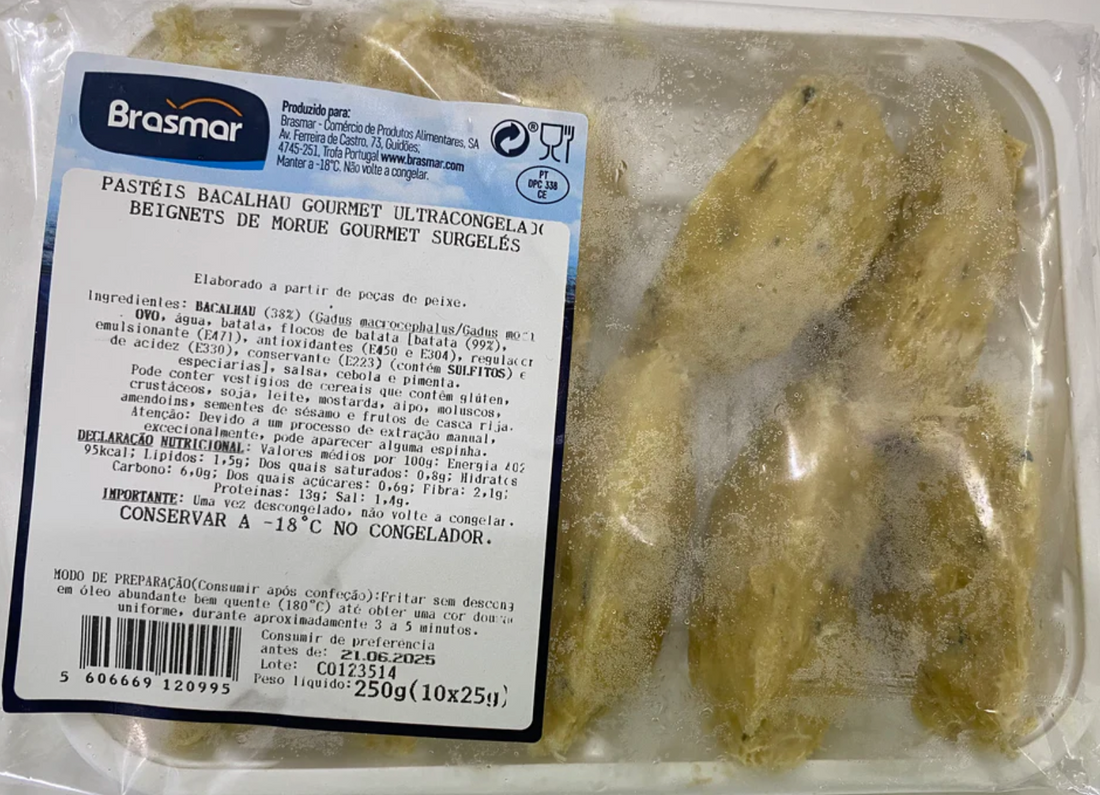 Brasmar
Produzido para:
Brasmar - Comércio de Produtos Alimentares, SA
Av. Ferreira de Castro, 73, Guidões,
4745-251, Trofa Portugal www.brasmar.com
Manter a -18°C. Não volte a congelar.
®
PT
DPC 338
CE
PASTÉIS BACALHAU GOURMET
BEIGNETS DE MORUE GOURMET SURGELÉS
Elaborado a partir de peças de peixe.
Ingredientes: BACALHAU (38%) (Gadus macrocephalus/Gadus
OVO, água, batata, flocos de batata [batata (99%),
emulsionante (E471), antioxidantes (E450 e E304),
de acidez (E330), conservante (E223) (contém SULFITOS) e
especiarias], salsa, cebola e pimenta.
Pode conter vestígios de cereais que contêm glúten,
crustáceos, soja, leite, mostarda, aipo, moluscos,
amendoins, sementes de sésamo e frutos de casca rija.
Atenção: Devido a um processo de extração manual,
excecionalmente, pode aparecer alguma espinha.
DECLARAÇÃO NUTRICIONAL: Valores médios por 100g: Energia
95kcal; Lípidos: 1,5g; Dos quais saturados: 0,8g; Hidratos
Carbono: 6,0g; Dos quais açúcares: 0,6g; Fibra: 2,1g;
Proteínas: 13g; Sal: 1,4g.
IMPORTANTE: Uma vez descongelado, não volte a congelar.
CONSERVAR A -18°C NO CONGELADOR.
MODO DE PREPARAÇÃO(Consumir após confeção):Fritar sem
em óleo abundante bem quente (180°C) até obter uma cor
uniforme, durante aproximadamente 3 a 5 minutos.
Consumir de preferência
antes de: 21.06.2025
Lote: C0123514
Peso líquido: 250g(10x25g)
5 606669 120995